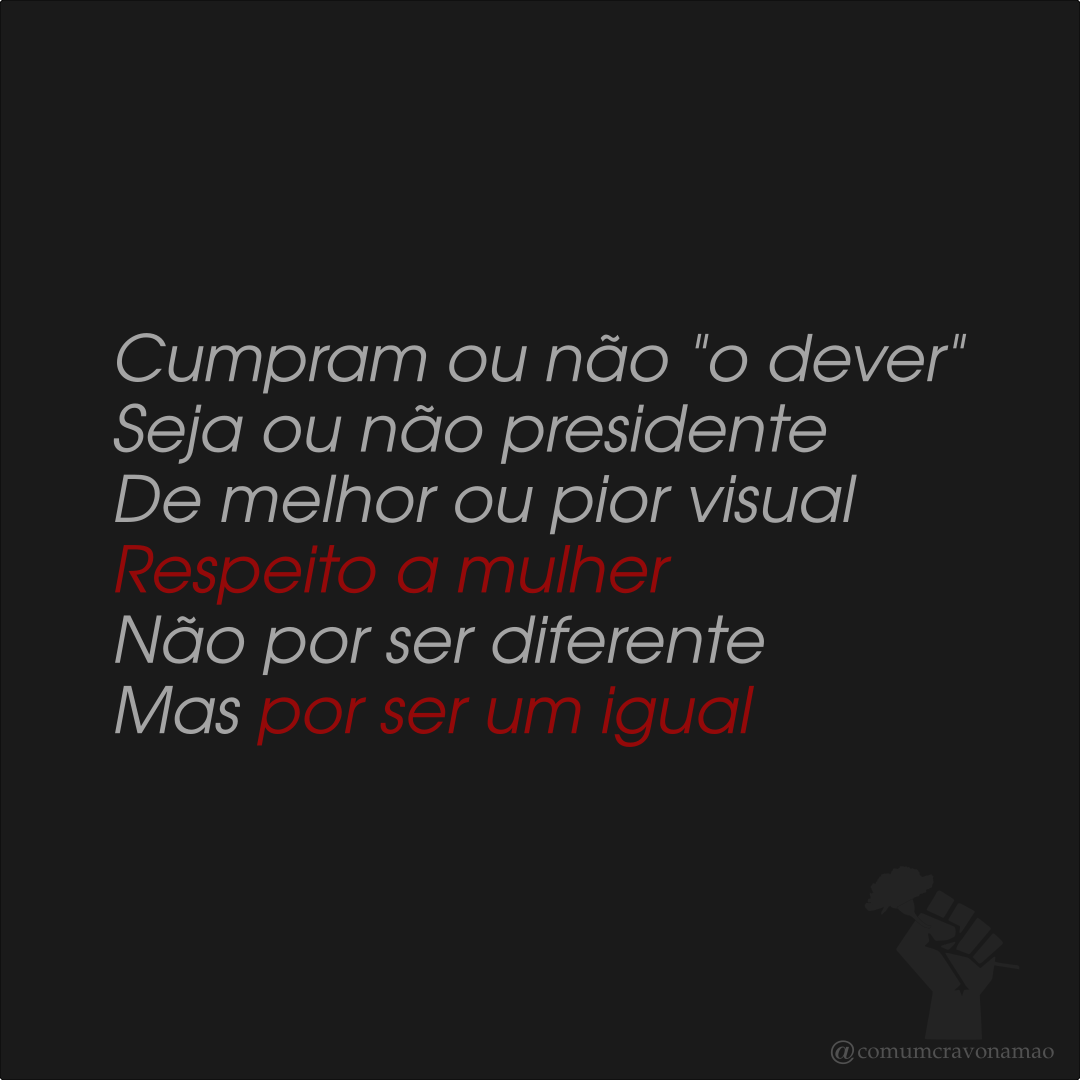 Cumpram ou não "o dever"
Seja ou não presidente
De melhor ou pior visual
Respeito a mulher
Não por ser diferente
Mas por ser um igual
@comumcravonamao